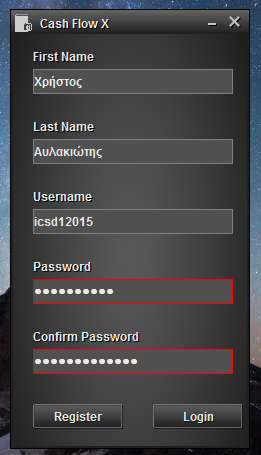 Cash Flow X
First Name
Χρήστος
Last Name
Αυλακιώτης
Username
icsd12015
Password
••••••••••
Confirm Password
•••••••••••••
Register Login